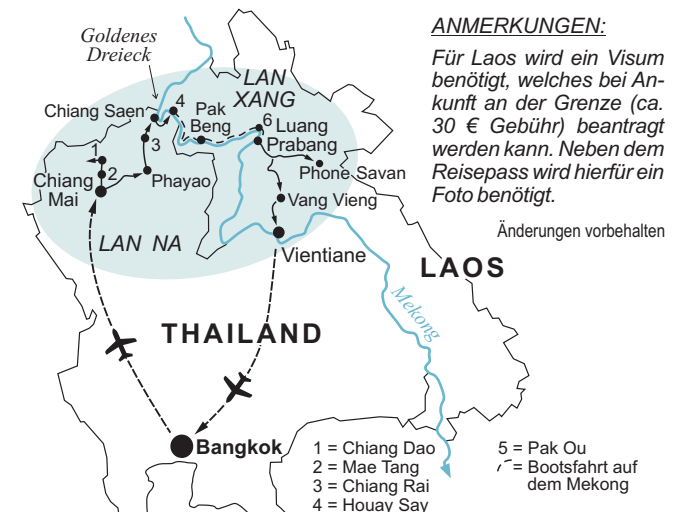 Goldenes
Dreieck
LAN
XANG
Chiang Saen
4
Pak
Beng
6
Luang
Prabang
3
1
2
Chiang
Mai
Phayao
Phone Savan
Vang Vieng
LAN NA
Vientiane
LAOS
Mekong
THAILAND
Bangkok
ANMERKUNGEN:
Für Laos wird ein Visum
benötigt, welches bei An-
kunft an der Grenze (ca.
30 € Gebühr) beantragt
werden kann. Neben dem
Reisepass wird hierfür ein
Foto benötigt.
Änderungen vorbehalten
1 = Chiang Dao
2 = Mae Tang
3 = Chiang Rai
4 = Houay Say
5 = Pak Ou
= Bootsfahrt auf
dem Mekong